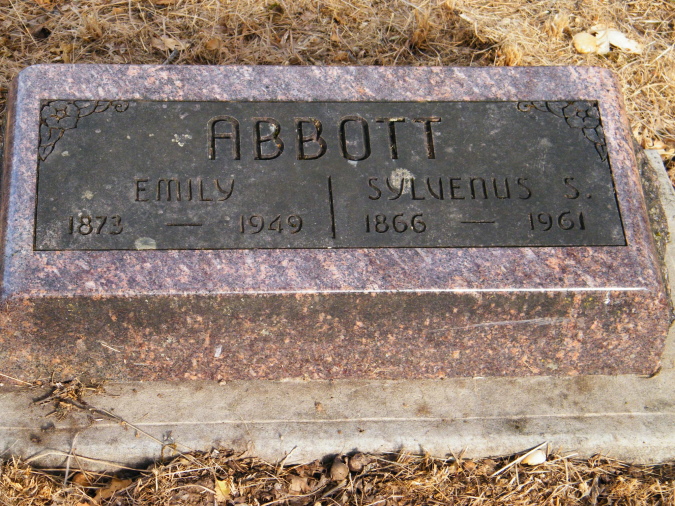 ABBOTT
EMILY SYLVENUS S.
1873 — 1949 1866 — 1961